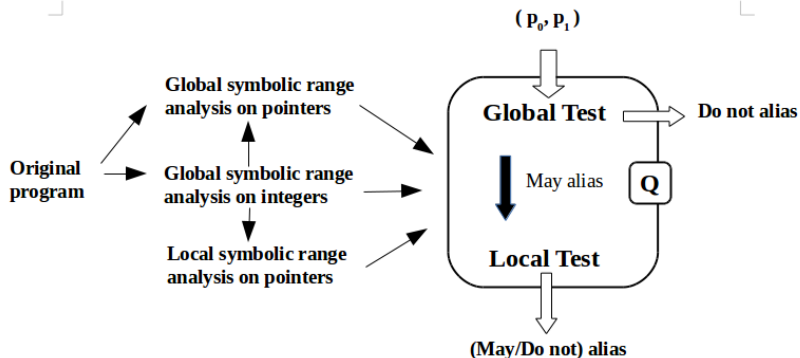 ( p0, p1 )
Global symbolic range
analysis on pointers
Global Test
Do not alias
Original
program
Global symbolic range
analysis on integers
May alias
Q
Local symbolic range
analysis on pointers
Local Test
(May/Do not) alias